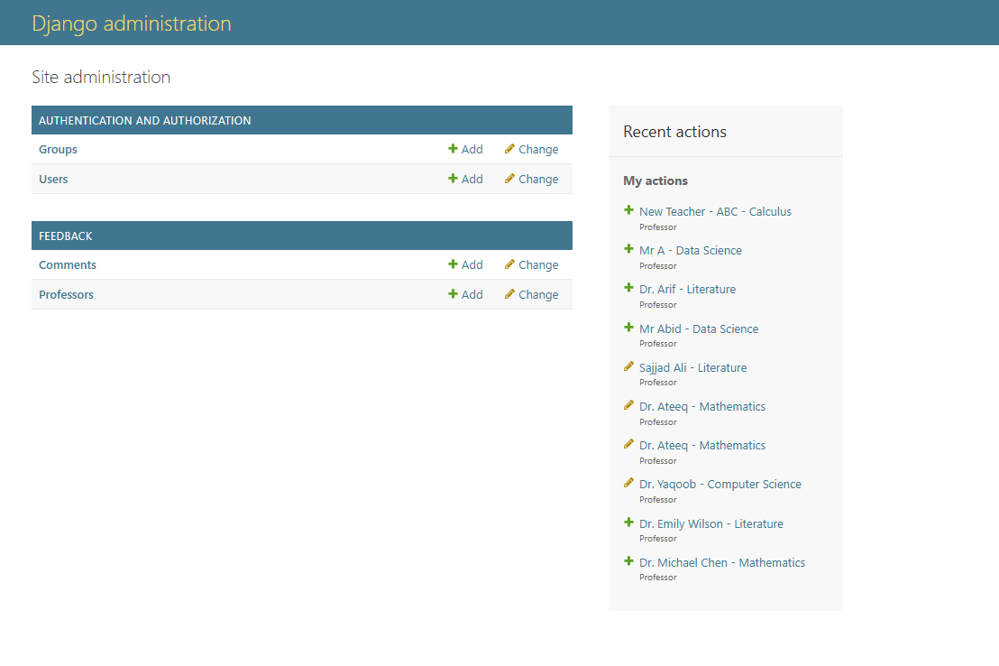 Django administration
Site administration
AUTHENTICATION AND AUTHORIZATION
Groups Add Change
Users Add Change
FEEDBACK
Comments Add Change
Professors Add Change
Recent actions
My actions
New Teacher - ABC - Calculus
Professor
Mr A - Data Science
Professor
Dr. Arif - Literature
Professor
Mr Abid - Data Science
Professor
Sajjad Ali - Literature
Professor
Dr. Ateeq - Mathematics
Professor
Dr. Ateeq - Mathematics
Professor
Dr. Yaqoob - Computer Science
Professor
Dr. Emily Wilson - Literature
Professor
Dr. Michael Chen - Mathematics
Professor